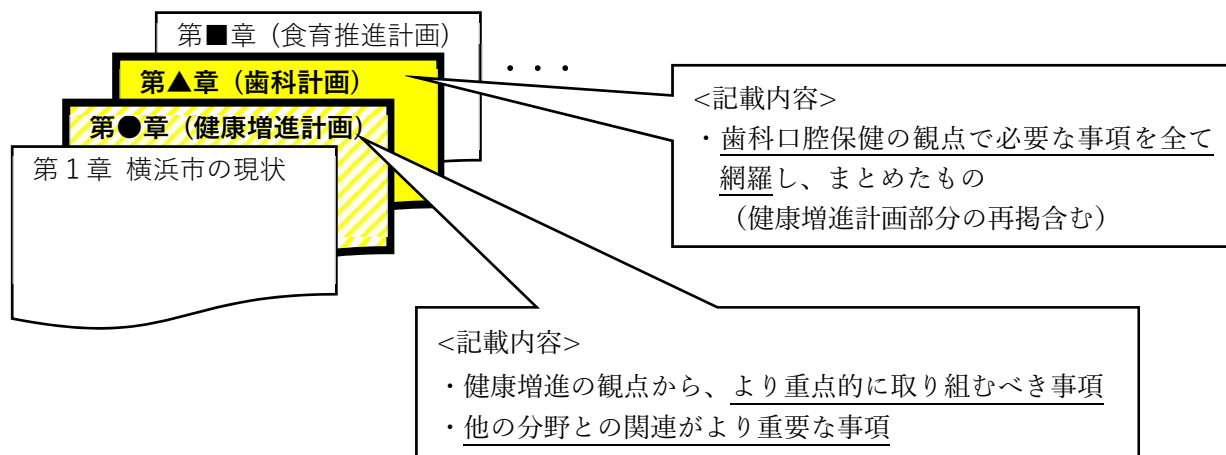 第■章（食育推進計画）
・・・
第▲章（歯科計画）
第●章（健康増進計画）
第１章 横浜市の現状
<記載内容>
・歯科口腔保健の観点で必要な事項を全て
網羅し、まとめたもの
（健康増進計画部分の再掲含む）
<記載内容>
・健康増進の観点から、より重点的に取り組むべき事項
・他の分野との関連がより重要な事項